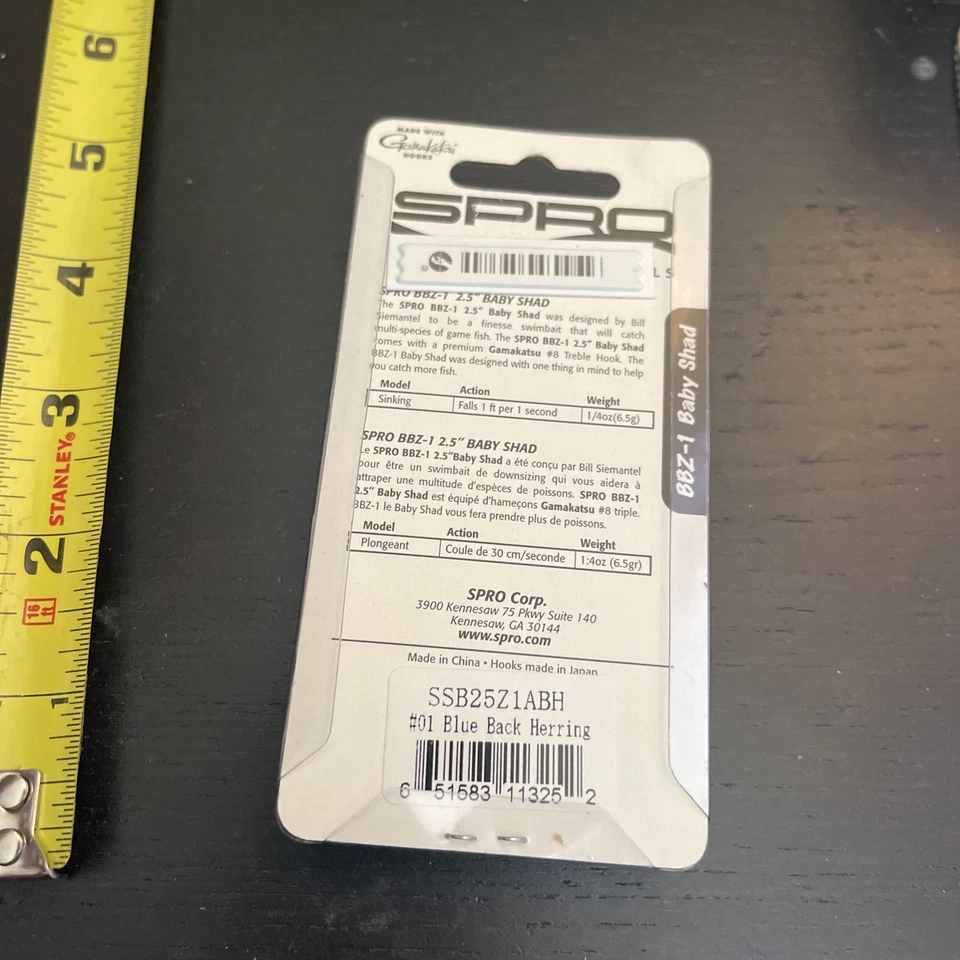 6
5
4
3
STANLEY®
2
16 ft
1
MADE WITH
Gamakatsu
HOOKS
SPRO
L S
SPRO BBZ-1 2.5" BABY SHAD
The SPRO BBZ-1 2.5" Baby Shad was designed by Bill
Siemantel to be a finesse swimbait that will catch
multi-species of game fish. The SPRO BBZ-1 2.5" Baby Shad
comes with a premium Gamakatsu #8 Treble Hook. The
BBZ-1 Baby Shad was designed with one thing in mind to help
you catch more fish.
Model Action Weight
Sinking Falls 1 ft per 1 second 1/4oz(6.5g)
SPRO BBZ-1 2.5" BABY SHAD
Le SPRO BBZ-1 2.5"Baby Shad a été conçu par Bill Siemantel
pour être un swimbait de downsizing qui vous aidera à
attraper une multitude d'espèces de poissons. SPRO BBZ-1
2.5" Baby Shad est équipé d'hameçons Gamakatsu #8 triple.
BBZ-1 le Baby Shad vous fera prendre plus de poissons.
Model Action Weight
Plongeant Coule de 30 cm/seconde 1:4oz (6.5gr)
SPRO Corp.
3900 Kennesaw 75 Pkwy Suite 140
Kennesaw, GA 30144
www.spro.com
Made in China • Hooks made in Japan
SSB25Z1ABH
#01 Blue Back Herring
6 51583 11325 2
BBZ-1 Baby Shad